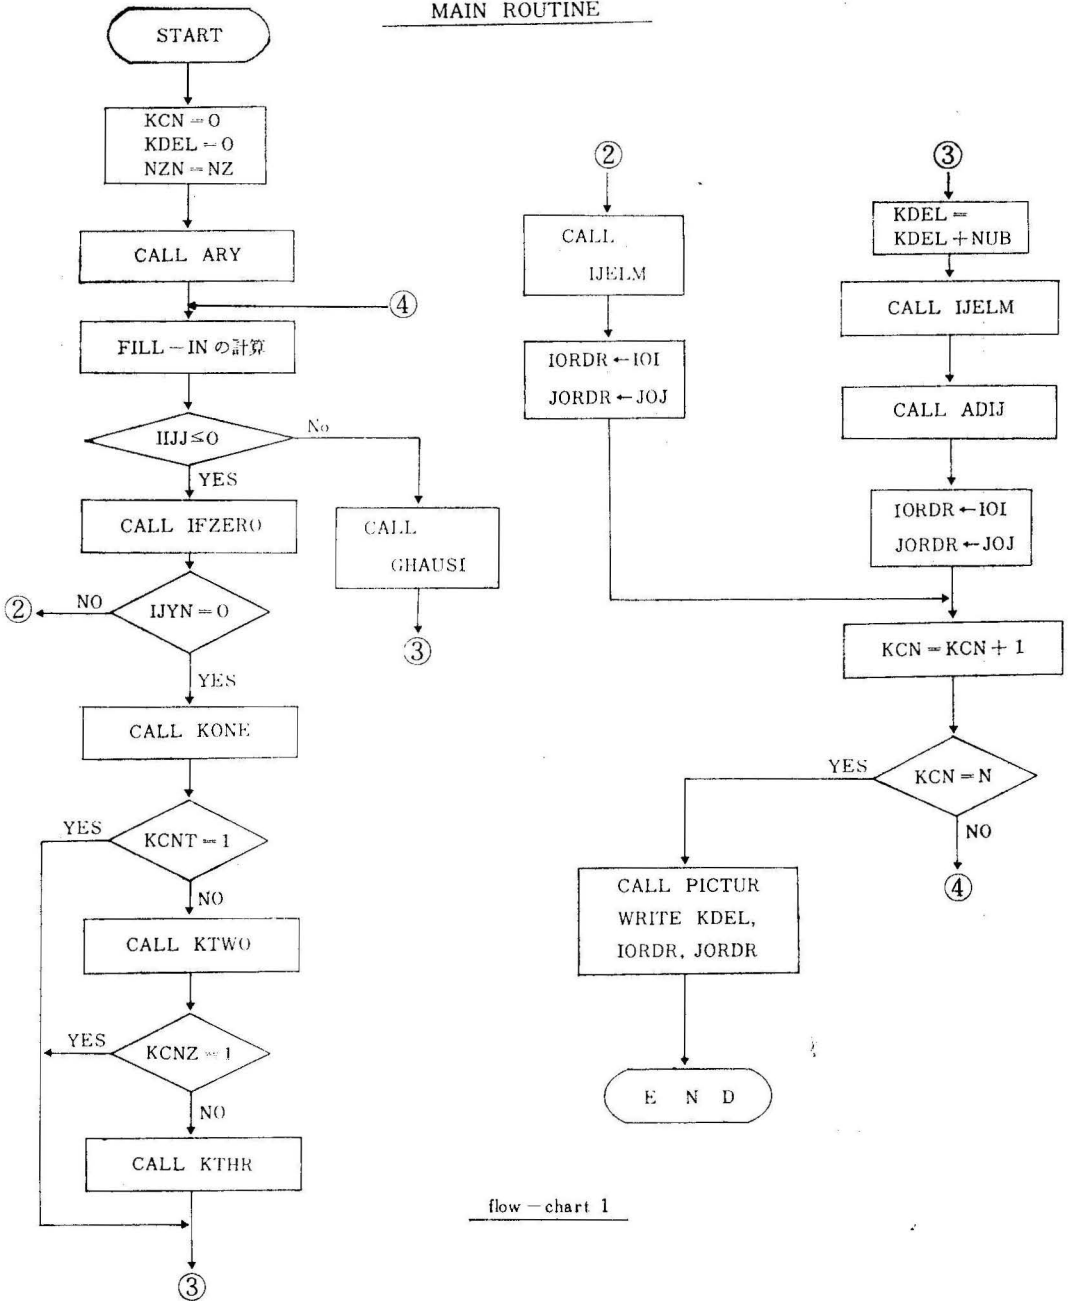 MAIN ROUTINE
START
KCN=0
KDEL=0
NZN=NZ
CALL ARY
④
FILL-IN の計算
IIJJ≤0
No
YES
CALL IFZERO
CALL
GHAUSI
③
IJYN=0
NO
②
YES
CALL KONE
KCNT=1
YES
NO
CALL KTWO
KCNZ=1
YES
NO
CALL KTHR
③
②
CALL
IJELM
IORDR←IOI
JORDR←JOJ
③
KDEL=
KDEL+NUB
CALL IJELM
CALL ADIJ
IORDR←IOI
JORDR←JOJ
KCN=KCN+1
KCN=N
YES
NO
④
CALL PICTUR
WRITE KDEL,
IORDR, JORDR
E N D
flow-chart 1